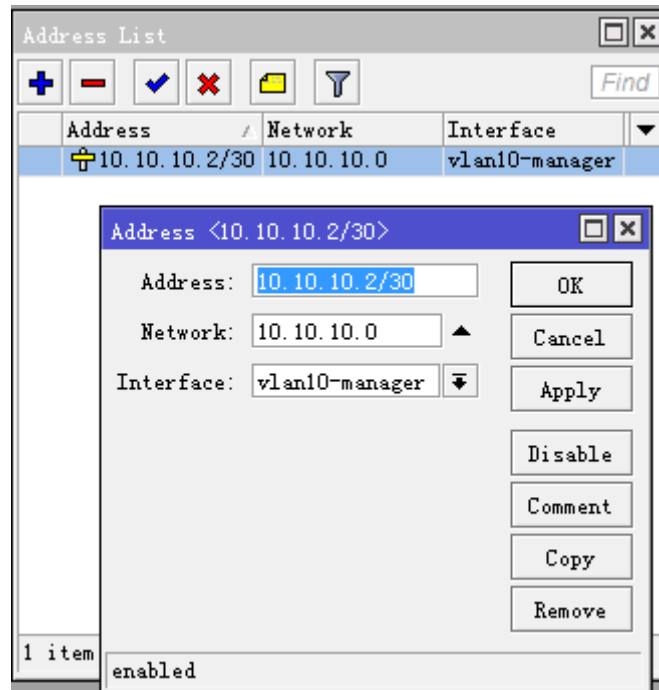 Address List
Find
Address Network Interface
10.10.10.2/30 10.10.10.0 vlan10-manager
Address <10.10.10.2/30>
Address: 10.10.10.2/30 OK
Network: 10.10.10.0 Cancel
Interface: vlan10-manager Apply
Disable
Comment
Copy
Remove
1 item
enabled